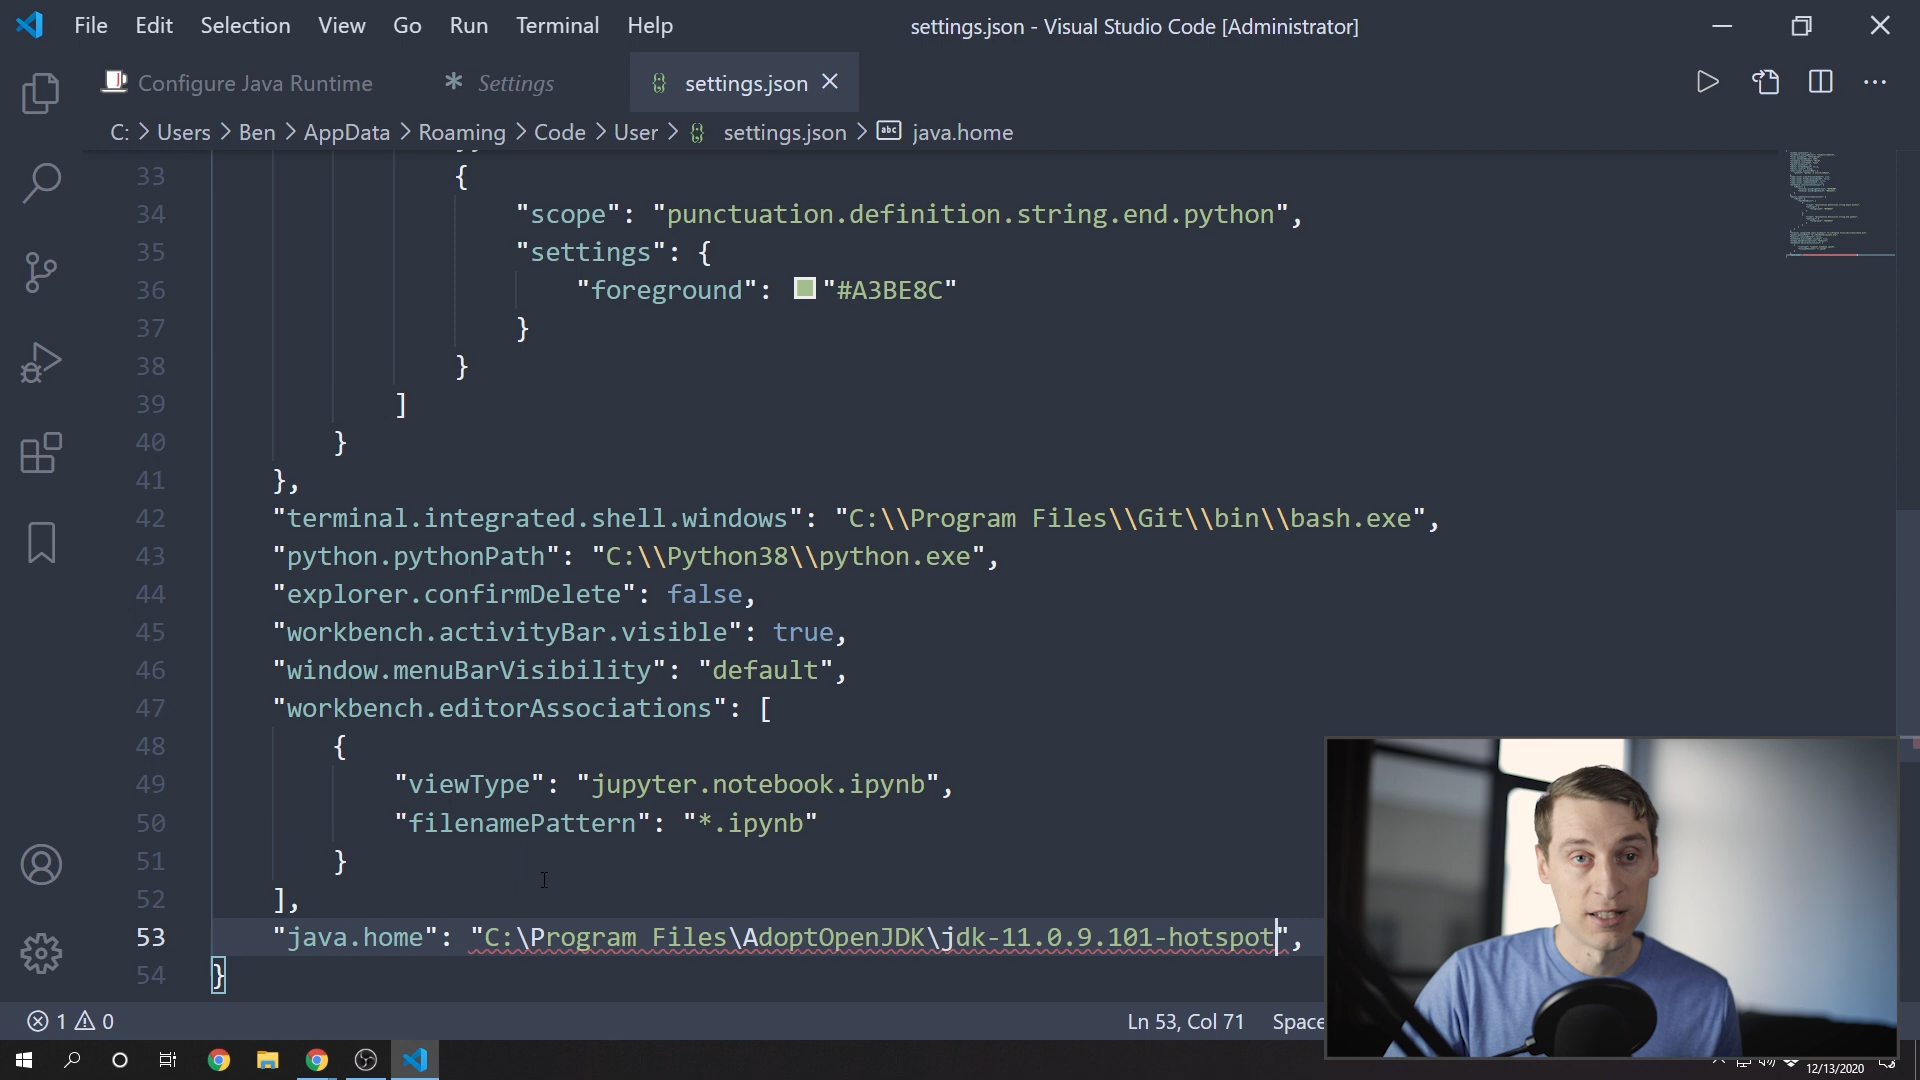 File Edit Selection View Go Run Terminal Help settings.json - Visual Studio Code [Administrator]
Configure Java Runtime * Settings {} settings.json ×
C: > Users > Ben > AppData > Roaming > Code > User > {} settings.json > abc java.home
33 {
34 "scope": "punctuation.definition.string.end.python",
35 "settings": {
36 "foreground": "#A3BE8C"
37 }
38 }
39 ]
40 }
41 },
42 "terminal.integrated.shell.windows": "C:\\Program Files\\Git\\bin\\bash.exe",
43 "python.pythonPath": "C:\\Python38\\python.exe",
44 "explorer.confirmDelete": false,
45 "workbench.activityBar.visible": true,
46 "window.menuBarVisibility": "default",
47 "workbench.editorAssociations": [
48 {
49 "viewType": "jupyter.notebook.ipynb",
50 "filenamePattern": "*.ipynb"
51 }
52 ],
53 "java.home": "C:\Program Files\AdoptOpenJDK\jdk-11.0.9.101-hotspot",
54 }
1 0 Ln 53, Col 71 Space
12/13/2020